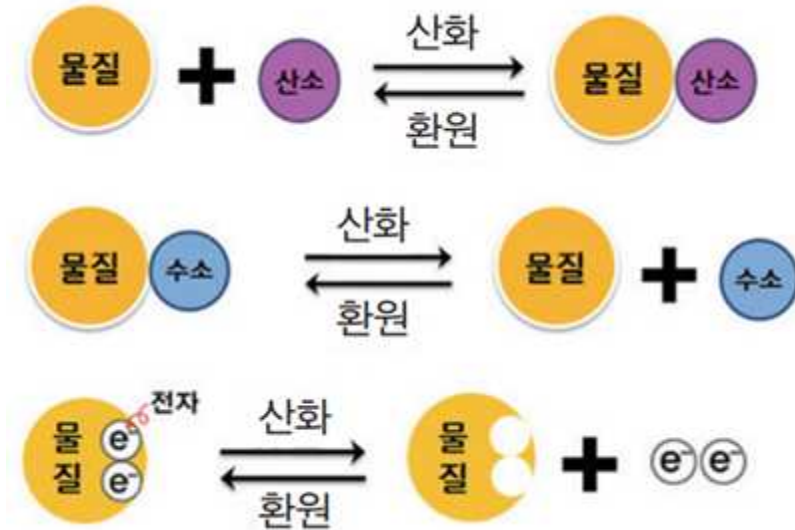 물질 + 산소 산화 환원 물질 산소
물질 수소 산화 환원 물질 + 수소
전자
물질 e⁻ e⁻ 산화 환원 물질 + e⁻ e⁻